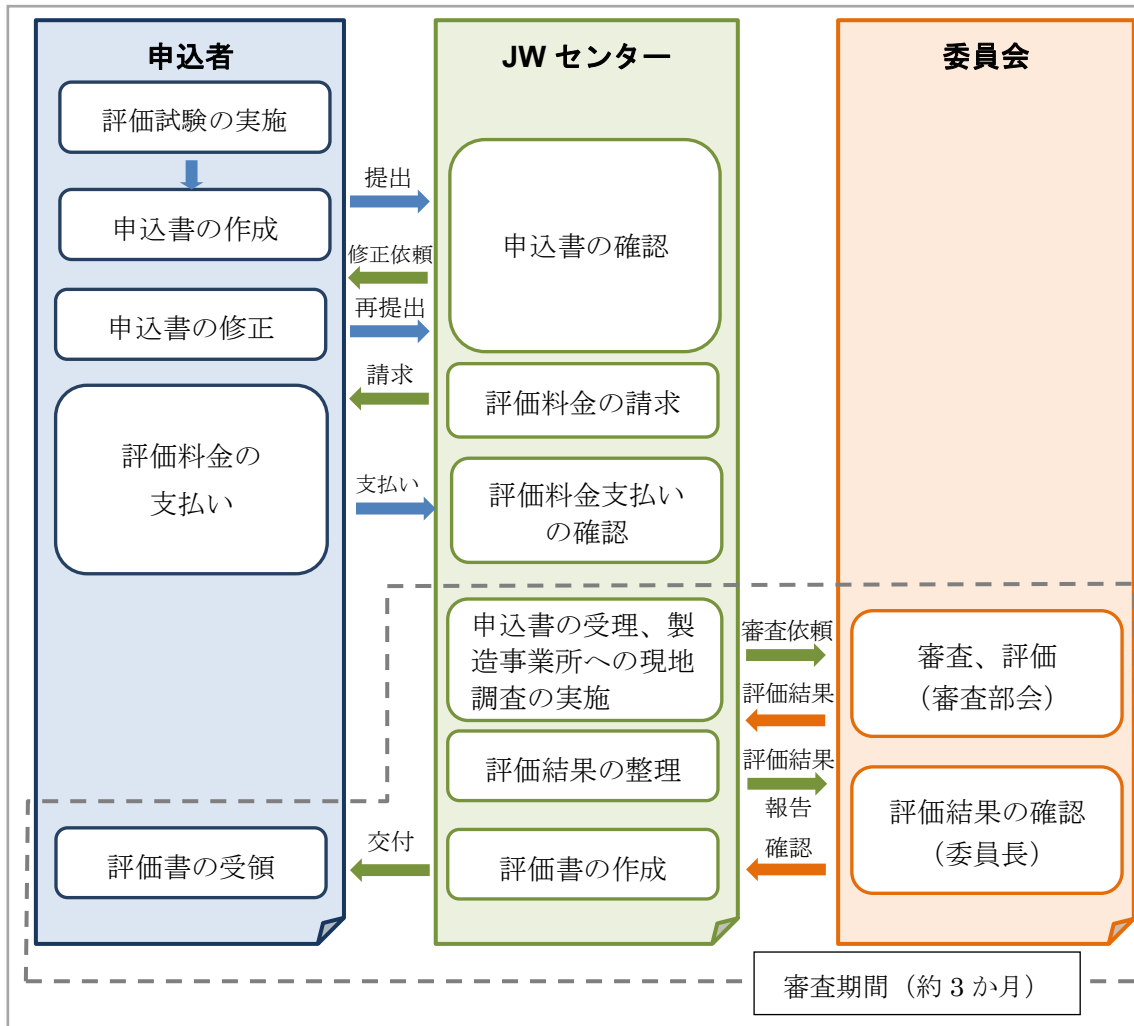 申込者
JW センター
委員会
評価試験の実施
提出
申込書の作成
申込書の確認
修正依頼
再提出
申込書の修正
請求
評価料金の請求
評価料金の
支払い
支払い
評価料金支払い
の確認
申込書の受理、製
造事業所への現地
調査の実施
審査依頼
審査、評価
（審査部会）
評価結果
評価結果の整理
評価結果
報告
評価結果の確認
（委員長）
確認
評価書の作成
交付
評価書の受領
審査期間（約 3 か月）